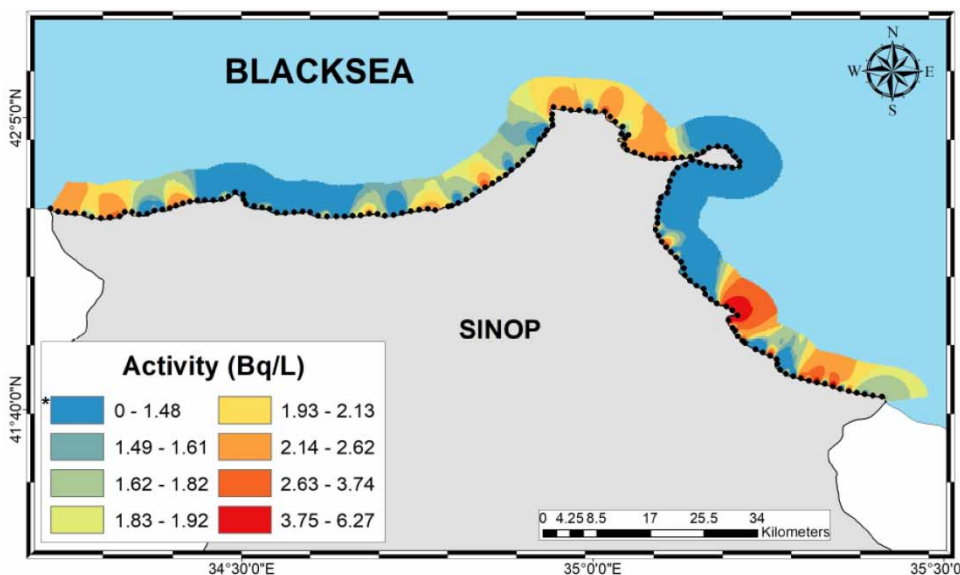 BLACKSEA
N
W E
S
42°5'0"N
SINOP
Activity (Bq/L)
* 0 - 1.48
1.49 - 1.61
1.62 - 1.82
1.83 - 1.92
1.93 - 2.13
2.14 - 2.62
2.63 - 3.74
3.75 - 6.27
41°40'0"N
0 4.25 8.5 17 25.5 34
Kilometers
34°30'0"E 35°0'0"E 35°30'0"E